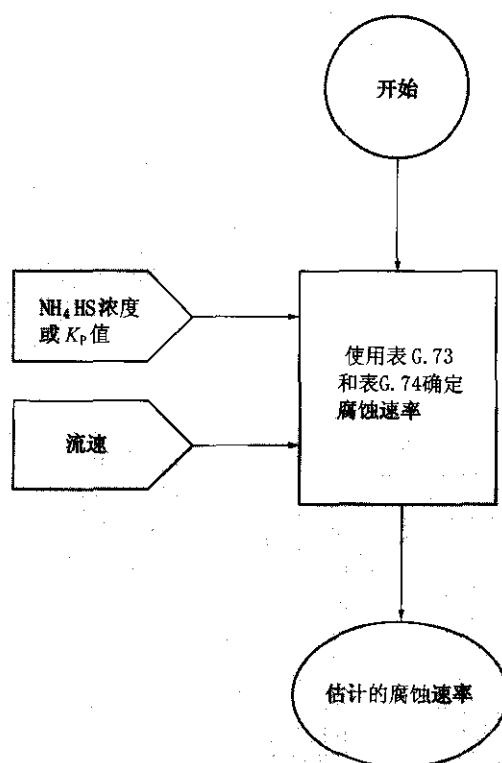 开始
NH₄HS浓度
或 Kₚ值
使用表 G.73
和表G.74确定
腐蚀速率
流速
估计的腐蚀速率